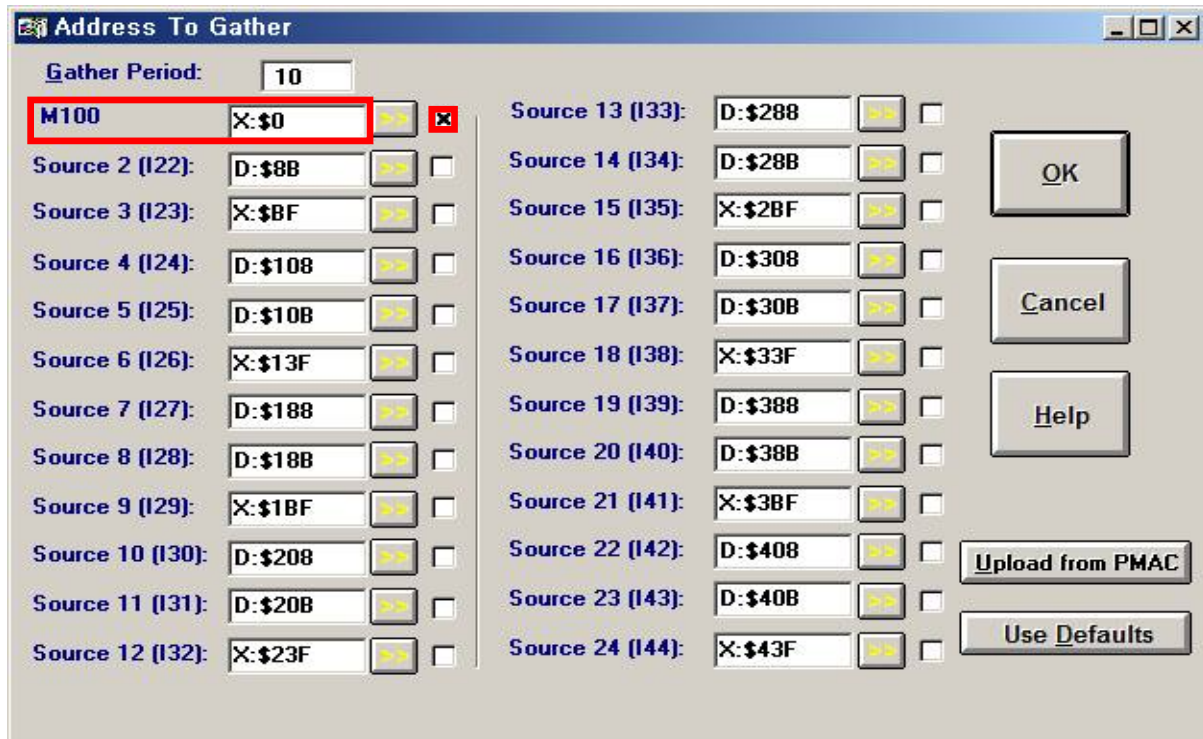 Address To Gather
Gather Period: 10
M100 X:$0 >>
Source 2 (I22): D:$8B >>
Source 3 (I23): X:$BF >>
Source 4 (I24): D:$108 >>
Source 5 (I25): D:$10B >>
Source 6 (I26): X:$13F >>
Source 7 (I27): D:$188 >>
Source 8 (I28): D:$18B >>
Source 9 (I29): X:$1BF >>
Source 10 (I30): D:$208 >>
Source 11 (I31): D:$20B >>
Source 12 (I32): X:$23F >>
Source 13 (I33): D:$288 >>
Source 14 (I34): D:$28B >>
Source 15 (I35): X:$2BF >>
Source 16 (I36): D:$308 >>
Source 17 (I37): D:$30B >>
Source 18 (I38): X:$33F >>
Source 19 (I39): D:$388 >>
Source 20 (I40): D:$38B >>
Source 21 (I41): X:$3BF >>
Source 22 (I42): D:$408 >>
Source 23 (I43): D:$40B >>
Source 24 (I44): X:$43F >>
OK
Cancel
Help
Upload from PMAC
Use Defaults